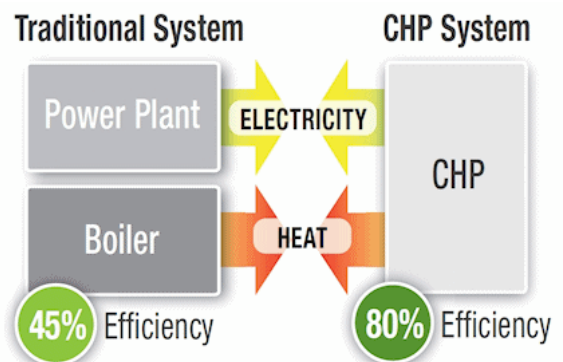 Traditional System
CHP System
Power Plant
ELECTRICITY
CHP
Boiler
HEAT
45% Efficiency
80% Efficiency